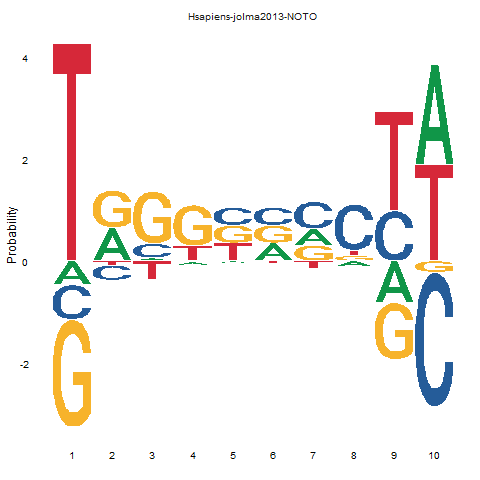 Hsapiens-jolma2013-NOTO
Probability
4
2
0
-2
T A C G
G A T C
G C A T
G T A
C G T A
C G A T
C A G T
C T G A
T C A G
A T G C
1 2 3 4 5 6 7 8 9 10